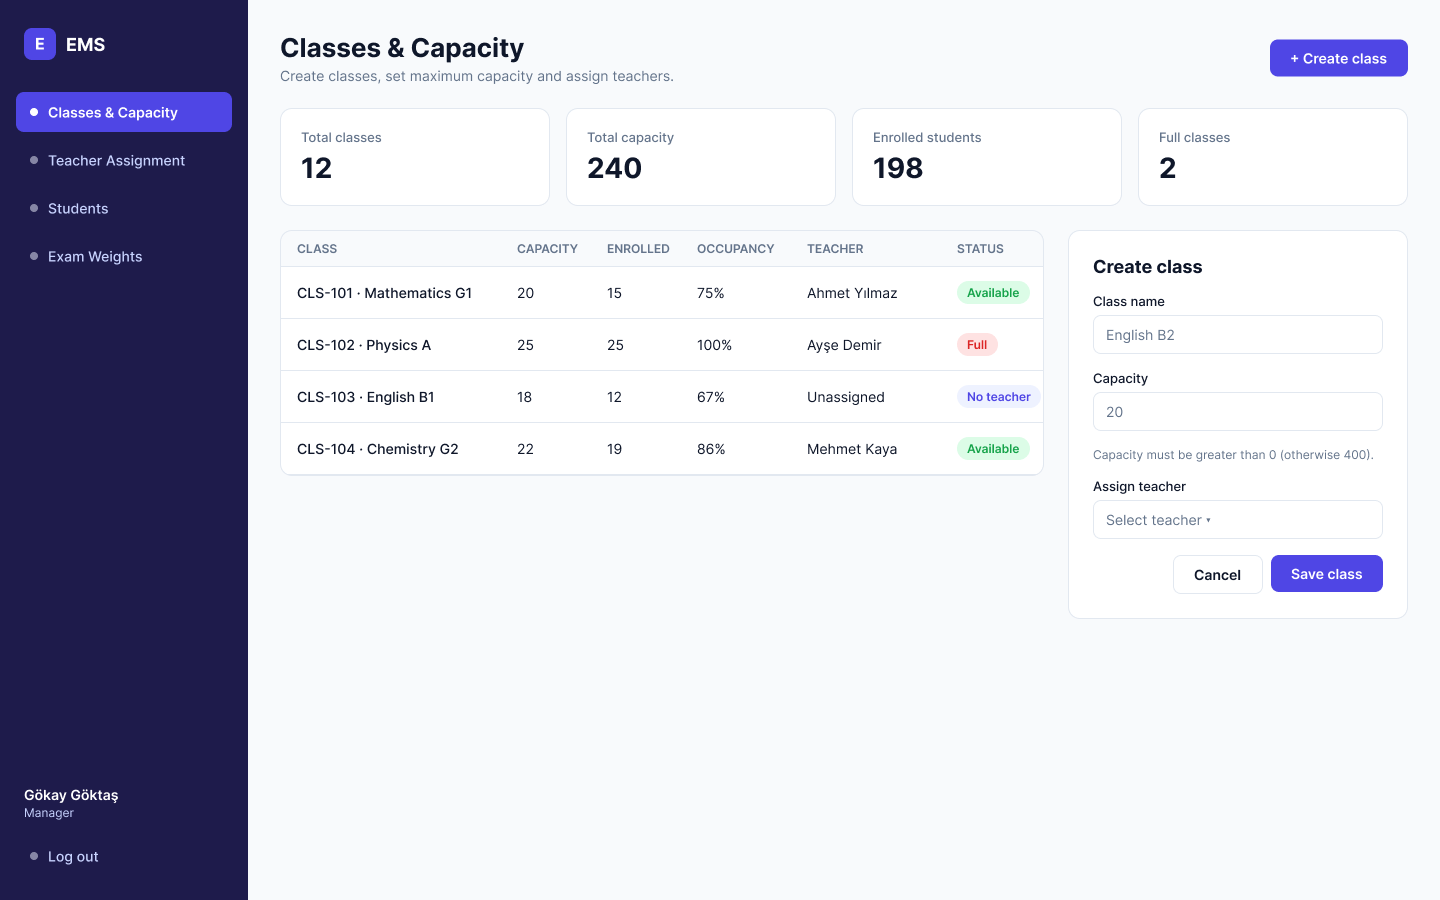 E EMS
Classes & Capacity
Teacher Assignment
Students
Exam Weights
Gökay Göktaş
Manager
Log out
Classes & Capacity
Create classes, set maximum capacity and assign teachers.
+ Create class
Total classes
12
Total capacity
240
Enrolled students
198
Full classes
2
CLASS CAPACITY ENROLLED OCCUPANCY TEACHER STATUS
CLS-101 · Mathematics G1 20 15 75% Ahmet Yılmaz Available
CLS-102 · Physics A 25 25 100% Ayşe Demir Full
CLS-103 · English B1 18 12 67% Unassigned No teacher
CLS-104 · Chemistry G2 22 19 86% Mehmet Kaya Available
Create class
Class name
English B2
Capacity
20
Capacity must be greater than 0 (otherwise 400).
Assign teacher
Select teacher ▾
Cancel Save class